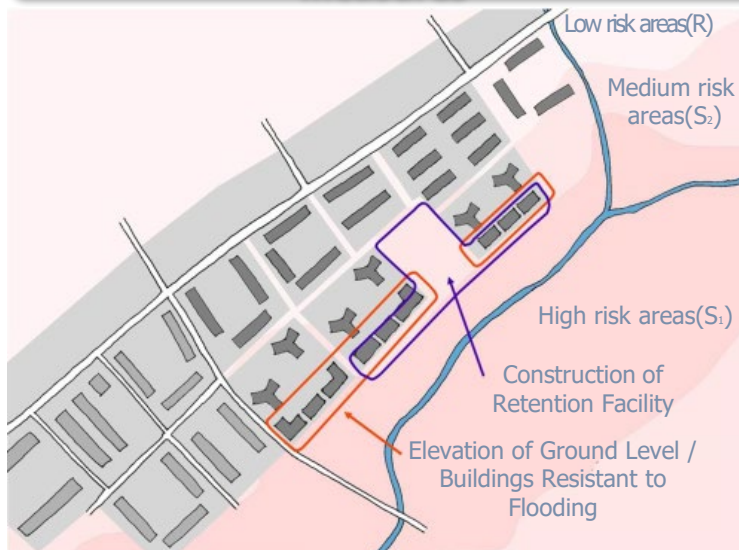 Low risk areas(R)
Medium risk
areas(S₂)
High risk areas(S₁)
Construction of
Retention Facility
Elevation of Ground Level /
Buildings Resistant to
Flooding